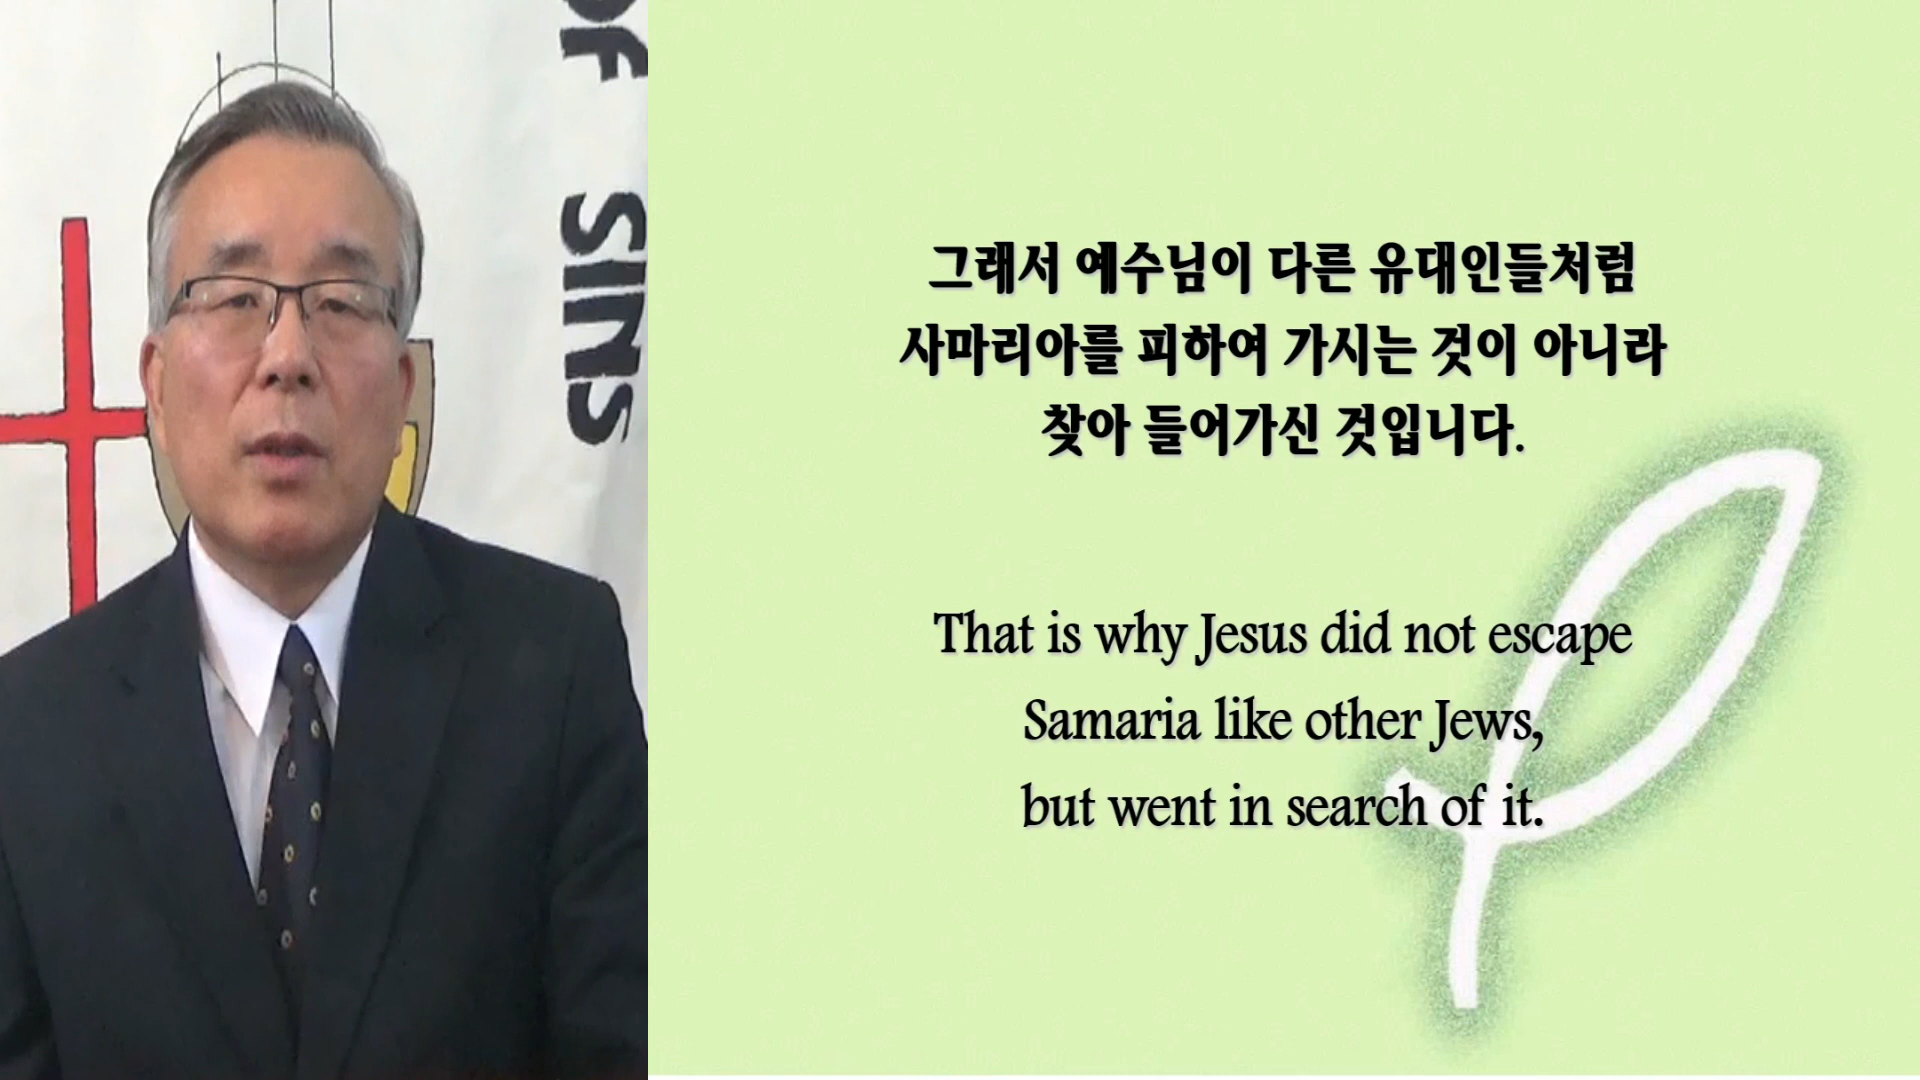 OF SINS
그래서 예수님이 다른 유대인들처럼
사마리아를 피하여 가시는 것이 아니라
찾아 들어가신 것입니다.
That is why Jesus did not escape
Samaria like other Jews,
but went in search of it.